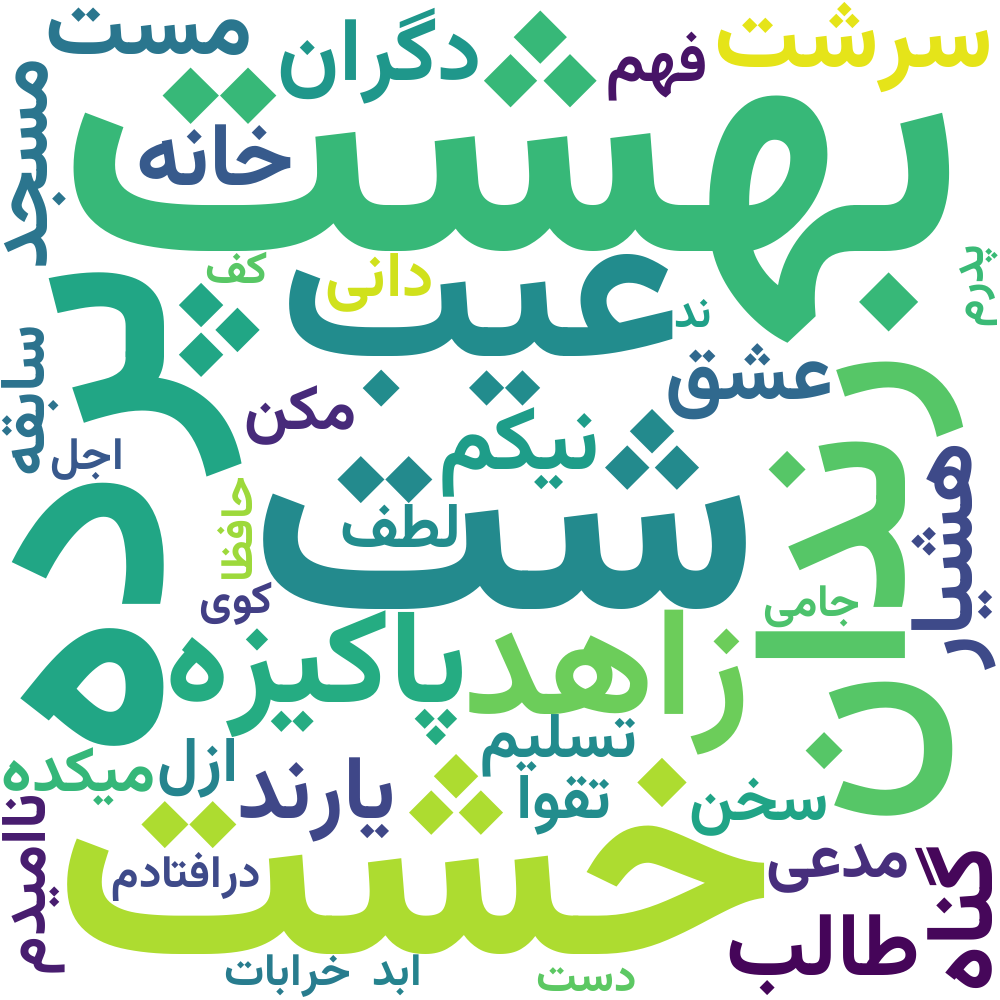 مست
دگران
فهم
سرشت
مسجد
خانه
بهشت
کف
دانی
عیب
ند
پدرم
سابقه
پرده
مکن
عشق
رندان
اجل
نیکم
هشیار
حافظا
لطف
شت
کوی
جامی
پاکیزه
زاهد
میکده
ازل
تسلیم
یارند
تقوا
سخن
ناامیدم
خشت
درافتادم
مدعی
گناه
طالب
خرابات
ابد
دست